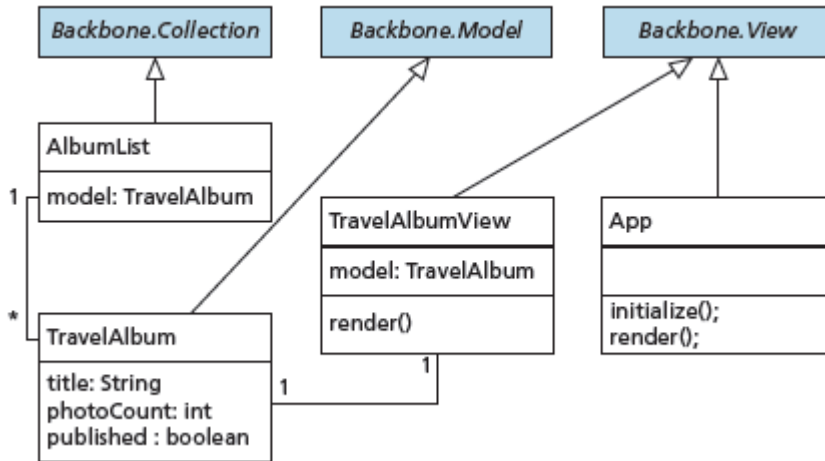 Backbone.Collection
Backbone.Model
Backbone.View
AlbumList
model: TravelAlbum
1
*
TravelAlbum
title: String
photoCount: int
published : boolean
1
TravelAlbumView
model: TravelAlbum
render()
1
App
initialize();
render();